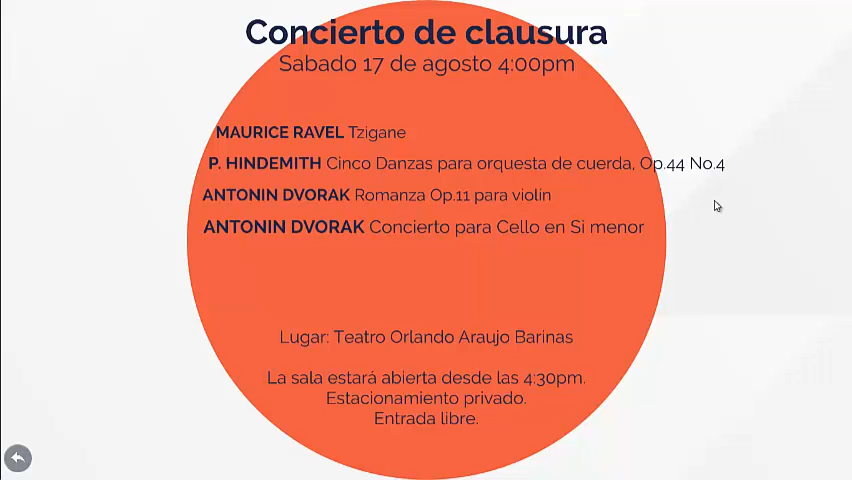 Concierto de clausura
Sabado 17 de agosto 4:00pm
MAURICE RAVEL Tzigane
P. HINDEMITH Cinco Danzas para orquesta de cuerda, Op.44 No.4
ANTONIN DVORAK Romanza Op.11 para violin
ANTONIN DVORAK Concierto para Cello en Si menor
Lugar: Teatro Orlando Araujo Barinas
La sala estará abierta desde las 4:30pm.
Estacionamiento privado.
Entrada libre.